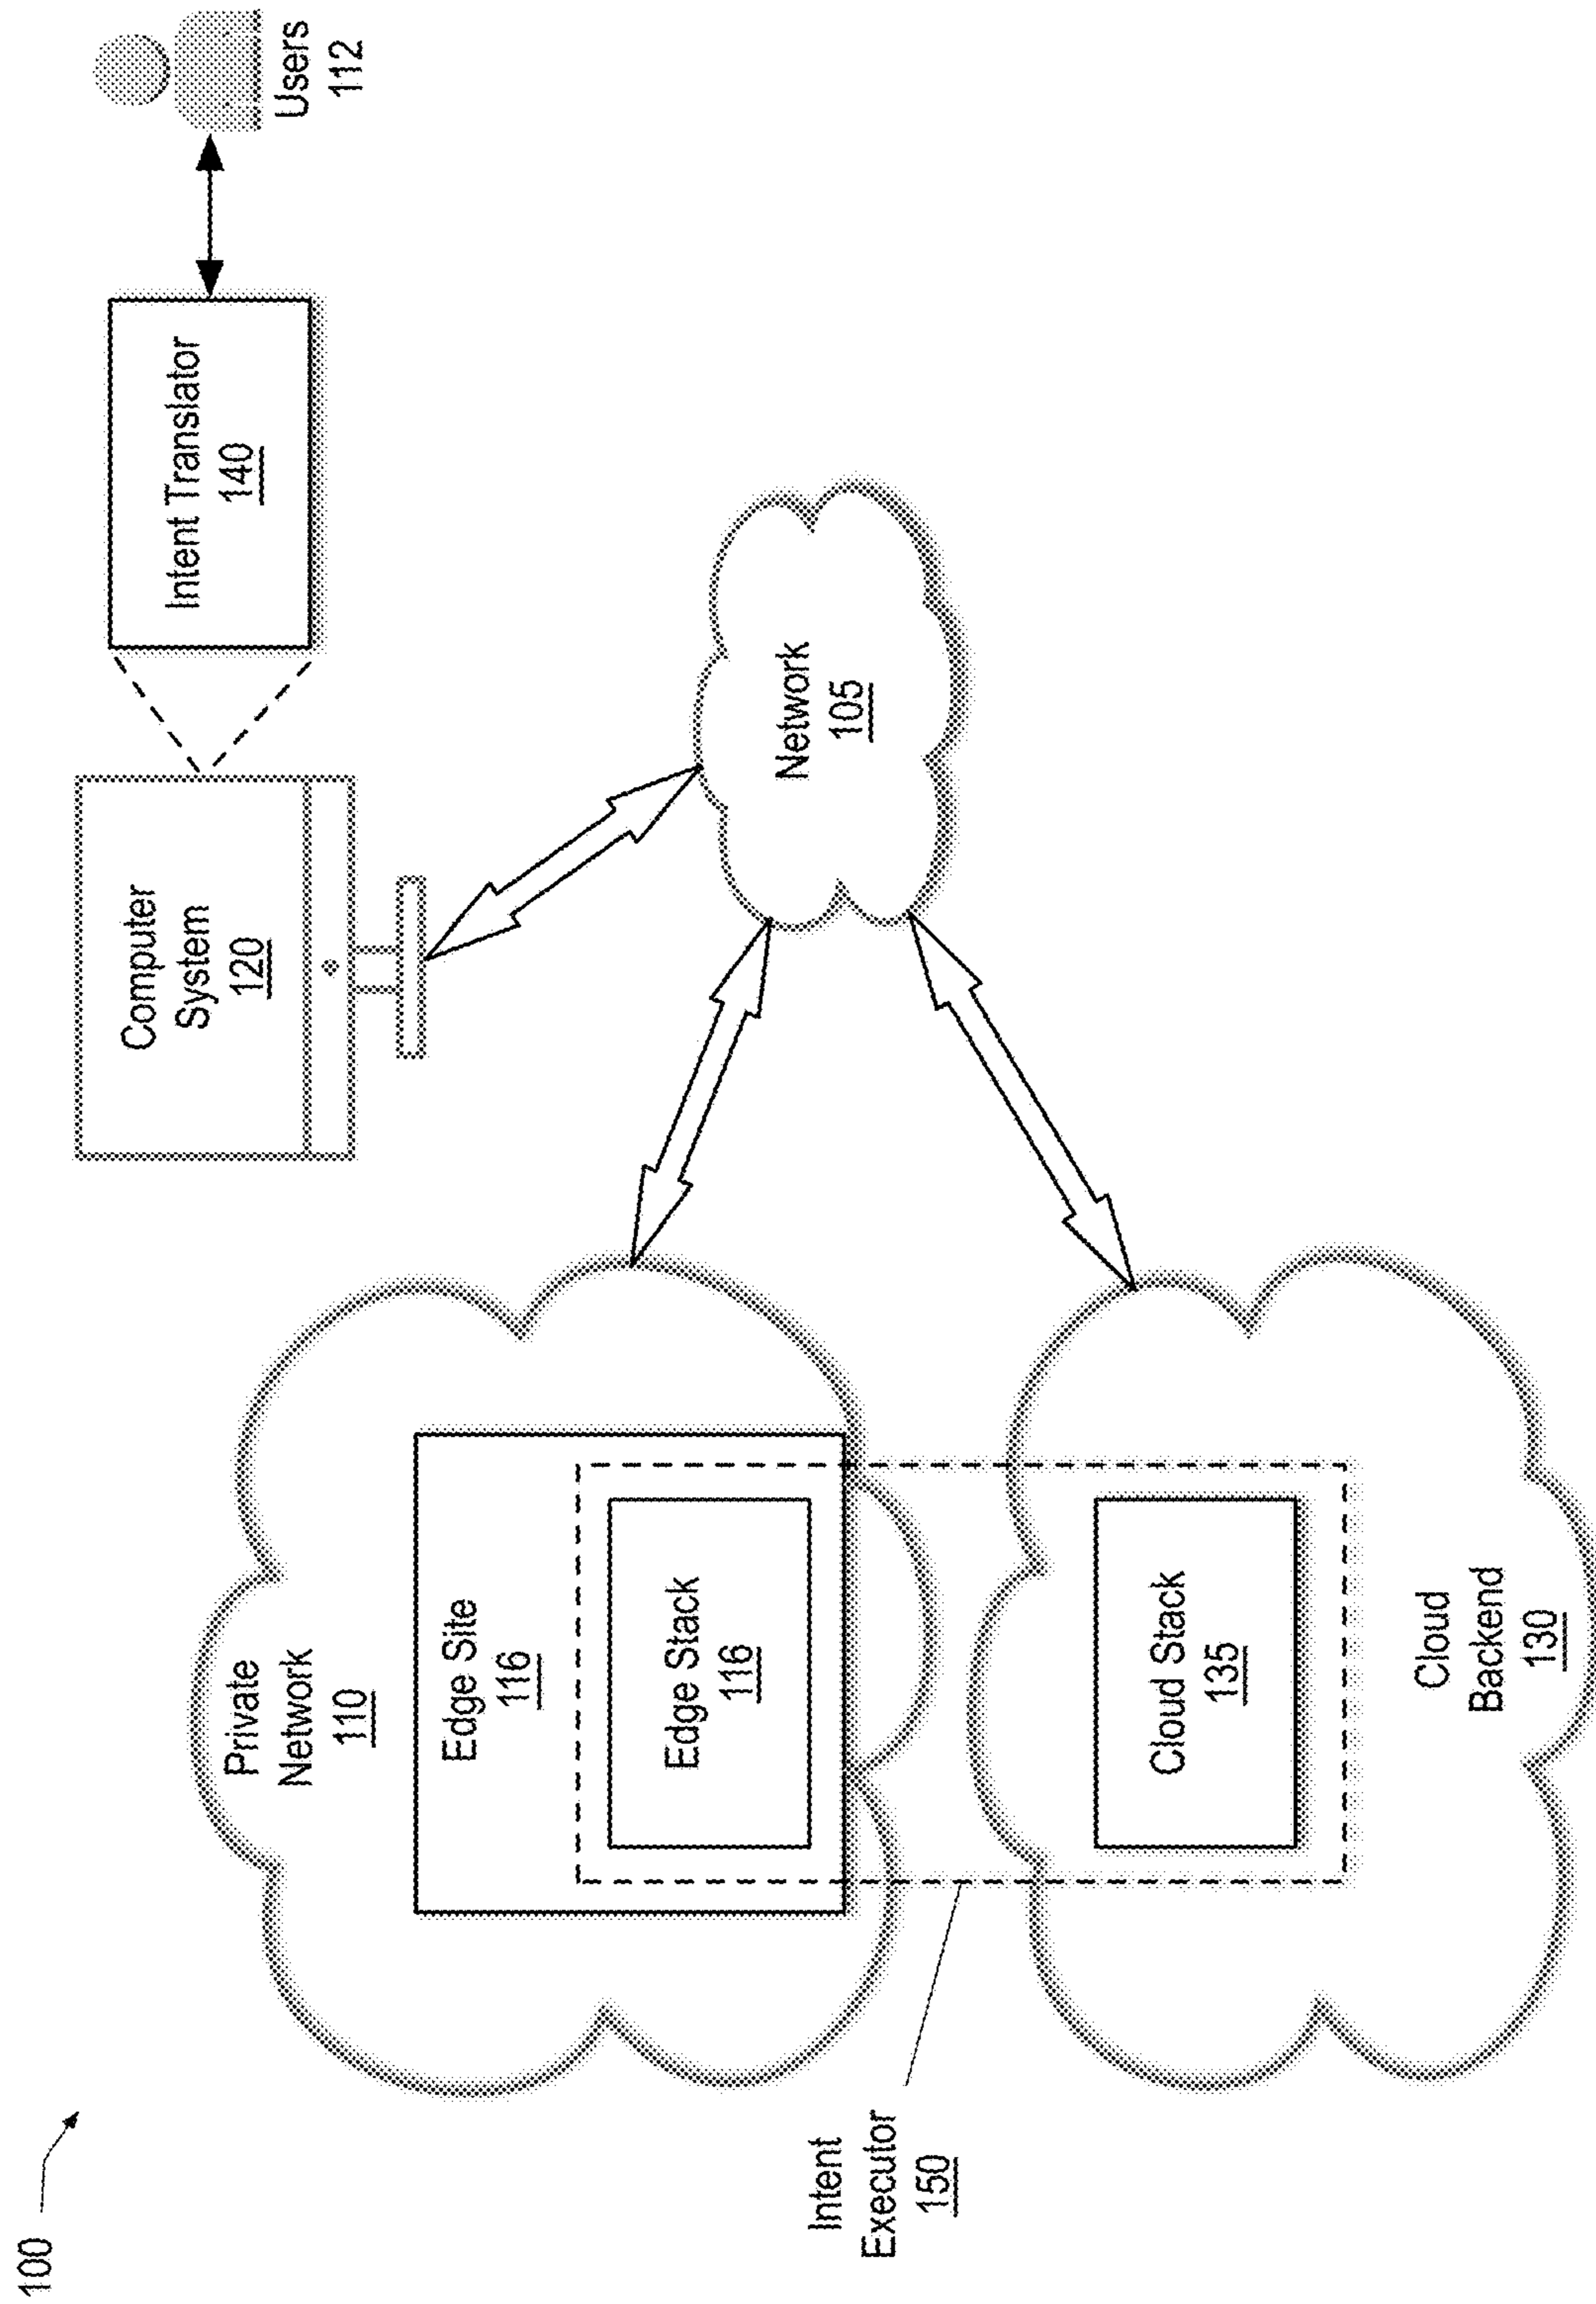 100
Private
Network
110
Edge Site
116
Edge Stack
116
Intent
Executor
150
Cloud Stack
135
Cloud
Backend
130
Computer
System
120
Intent Translator
140
Users
112
Network
105